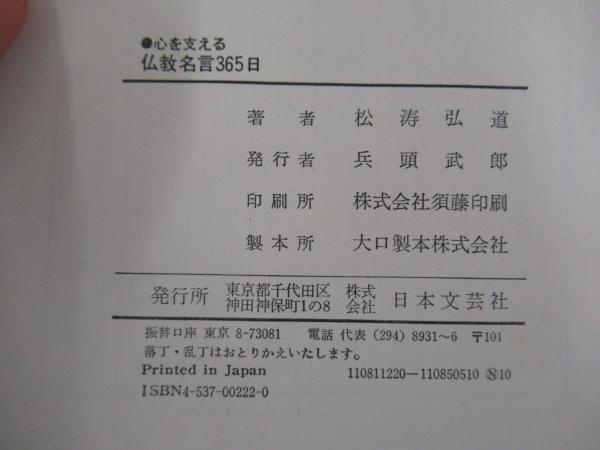 ●心を支える
仏教名言365日
著者 松涛弘道
発行者 兵頭武郎
印刷所 株式会社須藤印刷
製本所 大口製本株式会社
発行所 東京都千代田区神田神保町1の8 株式会社 日本文芸社
振替口座 東京 8-73081 電話 代表 (294) 8931〜6 〒101
落丁・乱丁はおとりかえいたします。
Printed in Japan 110811220—110850510 Ⓝ10
ISBN4-537-00222-0